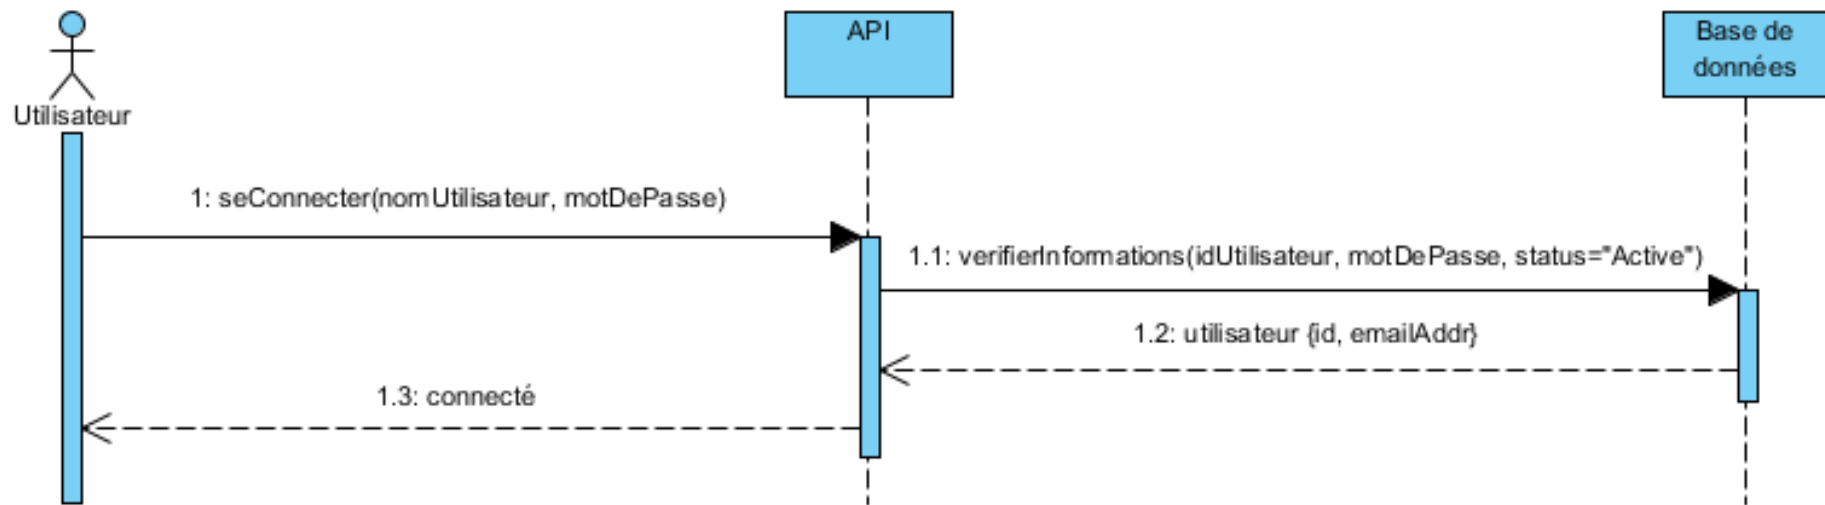 Utilisateur
API
Base de
données
1: seConnecter(nomUtilisateur, motDePasse)
1.1: verifierInformations(idUtilisateur, motDePasse, status="Active")
1.2: utilisateur {id, emailAddr}
1.3: connecté